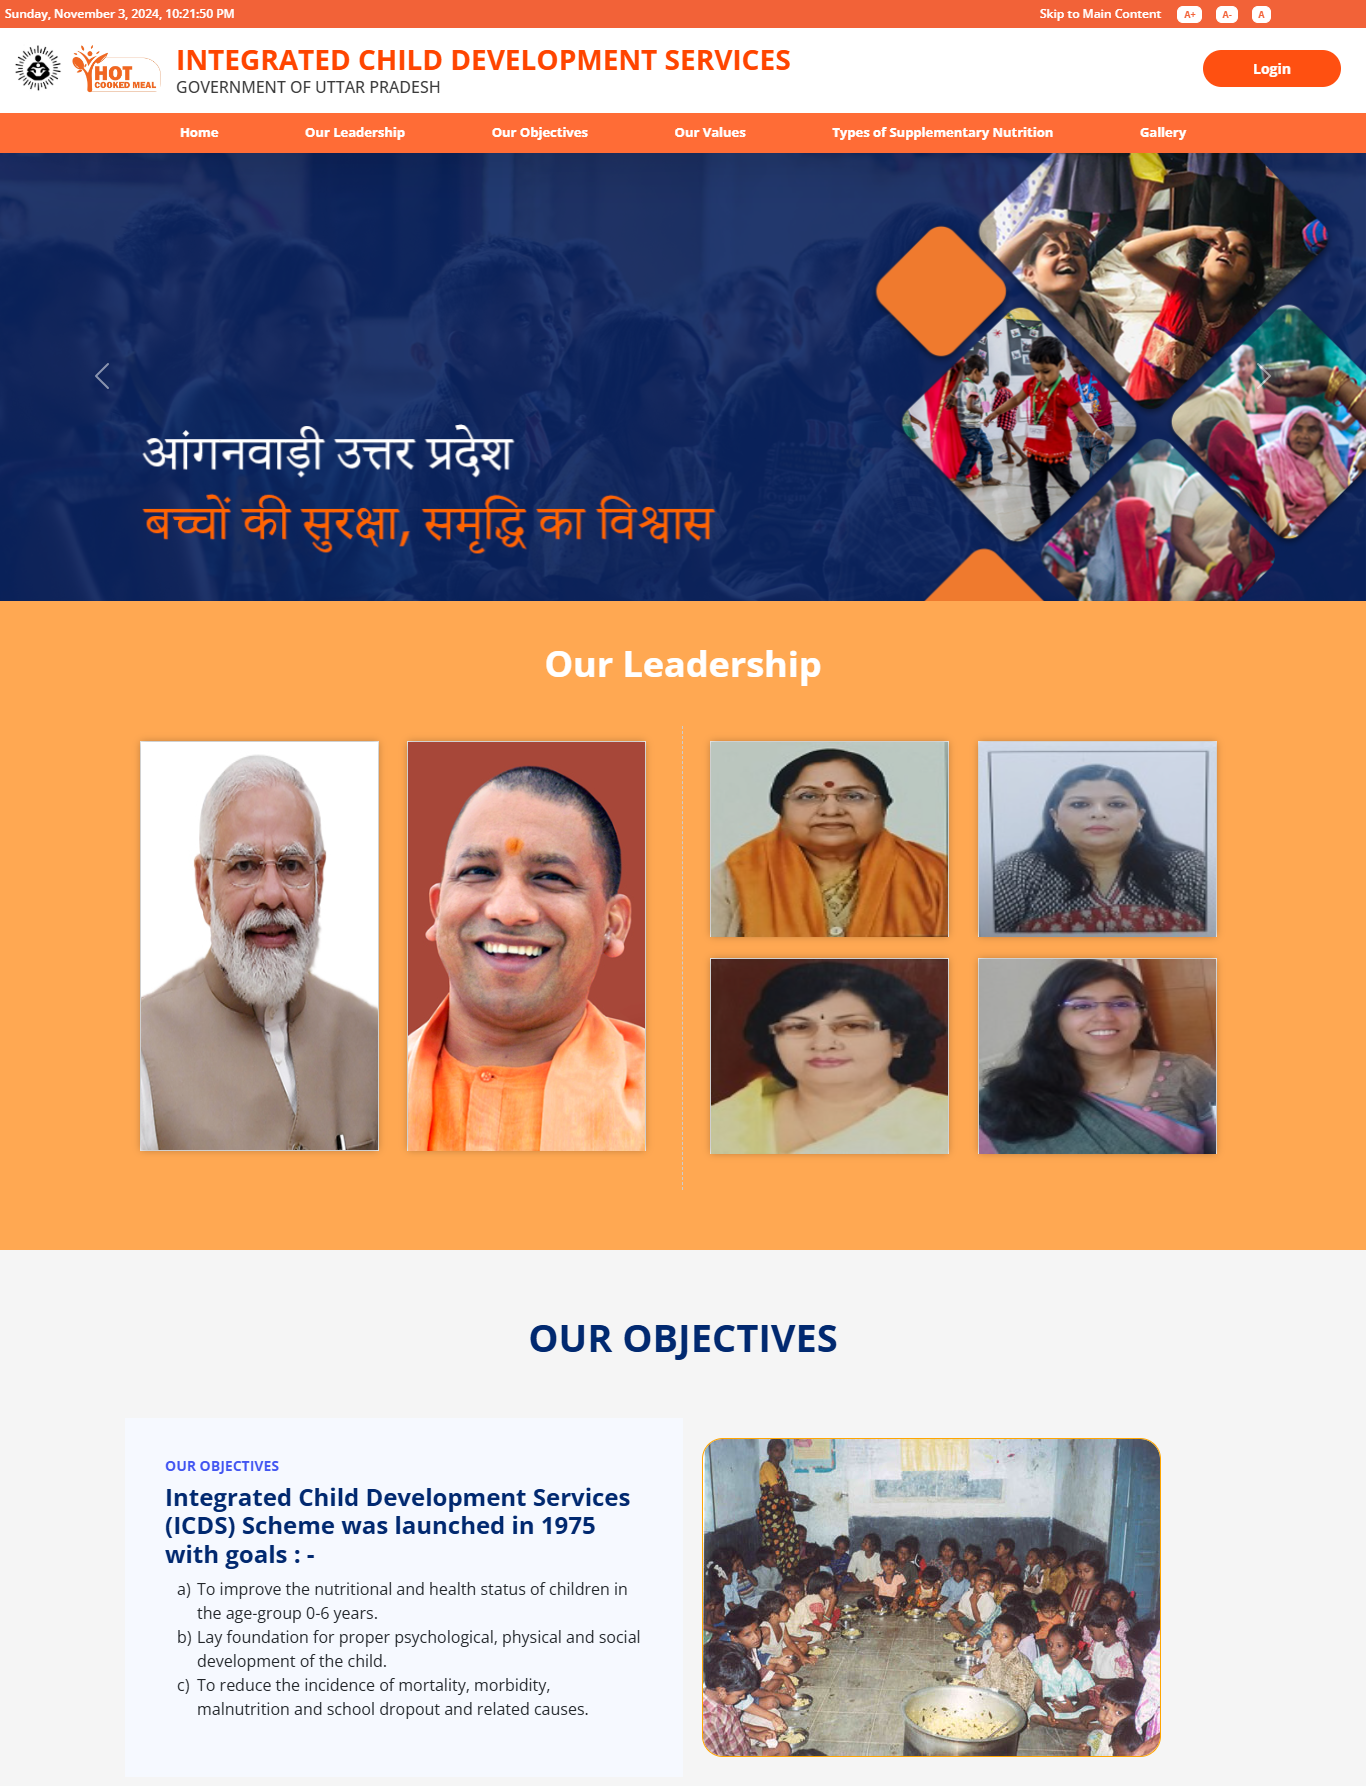 Sunday, November 3, 2024, 10:21:50 PM
Skip to Main Content A+ A- A
HOT
COOKED MEAL
INTEGRATED CHILD DEVELOPMENT SERVICES
GOVERNMENT OF UTTAR PRADESH
Login
Home Our Leadership Our Objectives Our Values Types of Supplementary Nutrition Gallery
आंगनवाड़ी उत्तर प्रदेश
बच्चों की सुरक्षा, समृद्धि का विश्वास
Our Leadership
OUR OBJECTIVES
OUR OBJECTIVES
Integrated Child Development Services
(ICDS) Scheme was launched in 1975
with goals : -
a) To improve the nutritional and health status of children in
the age-group 0-6 years.
b) Lay foundation for proper psychological, physical and social
development of the child.
c) To reduce the incidence of mortality, morbidity,
malnutrition and school dropout and related causes.